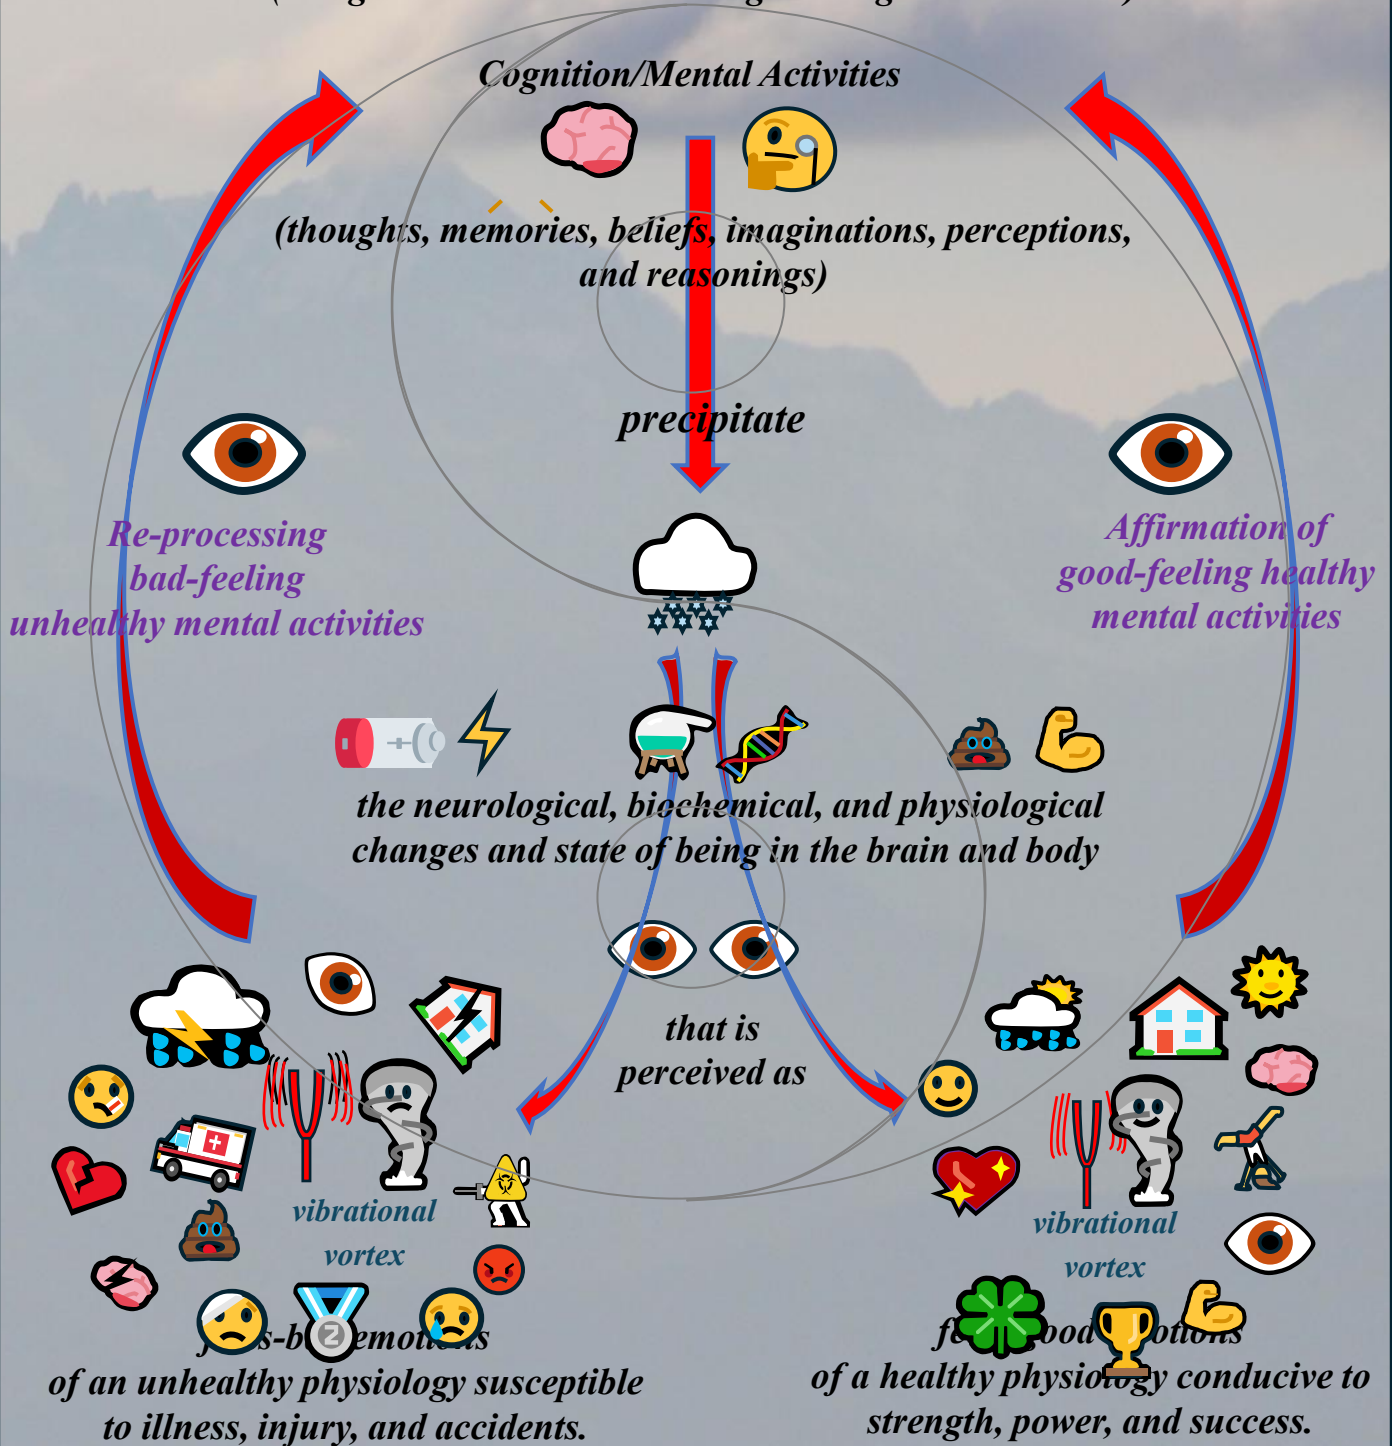 Cognition/Mental Activities
(thoughts, memories, beliefs, imaginations, perceptions,
and reasonings)
precipitate
Re-processing
bad-feeling
unhealthy mental activities
Affirmation of
good-feeling healthy
mental activities
the neurological, biochemical, and physiological
changes and state of being in the brain and body
that is
perceived as
vibrational
vortex
vibrational
vortex
2
of an unhealthy physiology susceptible
to illness, injury, and accidents.
of a healthy physiology conducive to
strength, power, and success.